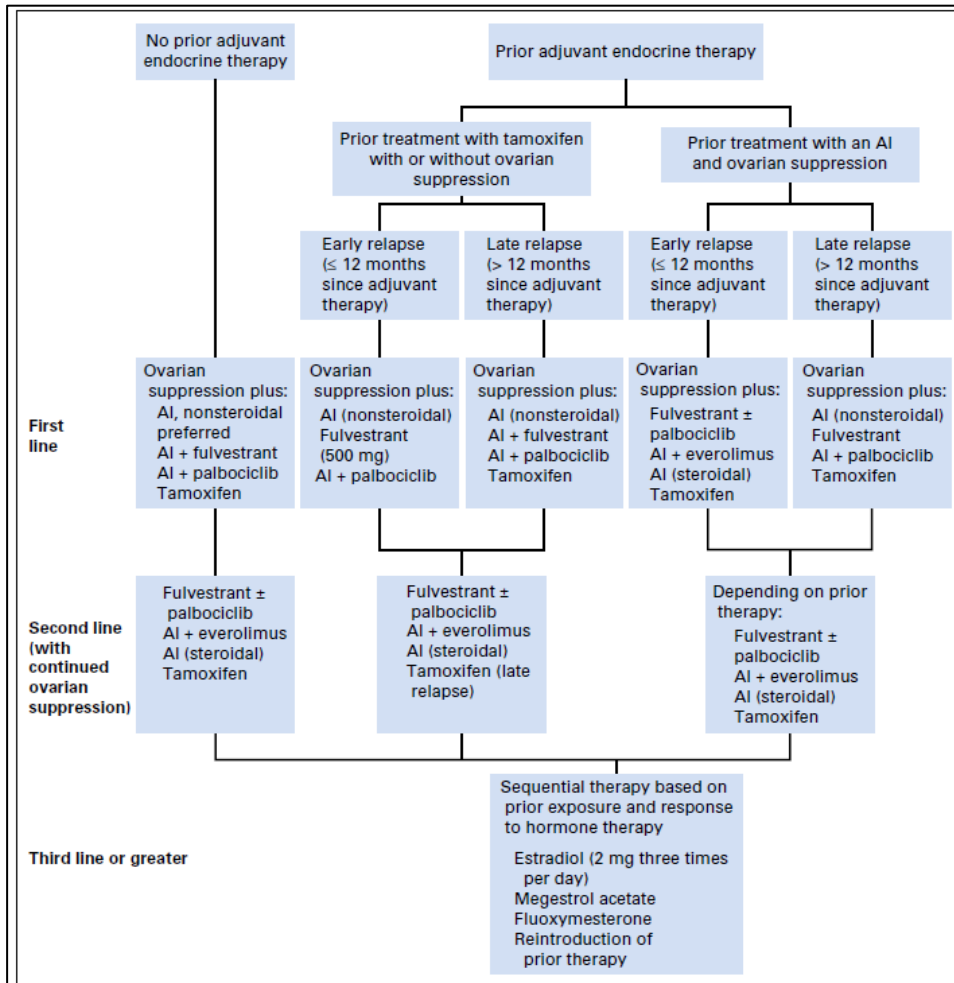 No prior adjuvant
endocrine therapy
Prior adjuvant endocrine therapy
Prior treatment with tamoxifen
with or without ovarian
suppression
Prior treatment with an AI
and ovarian suppression
Early relapse
(≤ 12 months
since adjuvant
therapy)
Late relapse
(> 12 months
since adjuvant
therapy)
Early relapse
(≤ 12 months
since adjuvant
therapy)
Late relapse
(> 12 months
since adjuvant
therapy)
First
line
Ovarian
suppression plus:
AI, nonsteroidal
preferred
AI + fulvestrant
AI + palbociclib
Tamoxifen
Ovarian
suppression plus:
AI (nonsteroidal)
Fulvestrant
(500 mg)
AI + palbociclib
Ovarian
suppression plus:
AI (nonsteroidal)
AI + fulvestrant
AI + palbociclib
Tamoxifen
Ovarian
suppression plus:
Fulvestrant ±
palbociclib
AI + everolimus
AI (steroidal)
Tamoxifen
Ovarian
suppression plus:
AI (nonsteroidal)
Fulvestrant
AI + palbociclib
Tamoxifen
Second line
(with
continued
ovarian
suppression)
Fulvestrant ±
palbociclib
AI + everolimus
AI (steroidal)
Tamoxifen
Fulvestrant ±
palbociclib
AI + everolimus
AI (steroidal)
Tamoxifen (late
relapse)
Depending on prior
therapy:
Fulvestrant ±
palbociclib
AI + everolimus
AI (steroidal)
Tamoxifen
Third line or greater
Sequential therapy based on
prior exposure and response
to hormone therapy
Estradiol (2 mg three times
per day)
Megestrol acetate
Fluoxymesterone
Reintroduction of
prior therapy